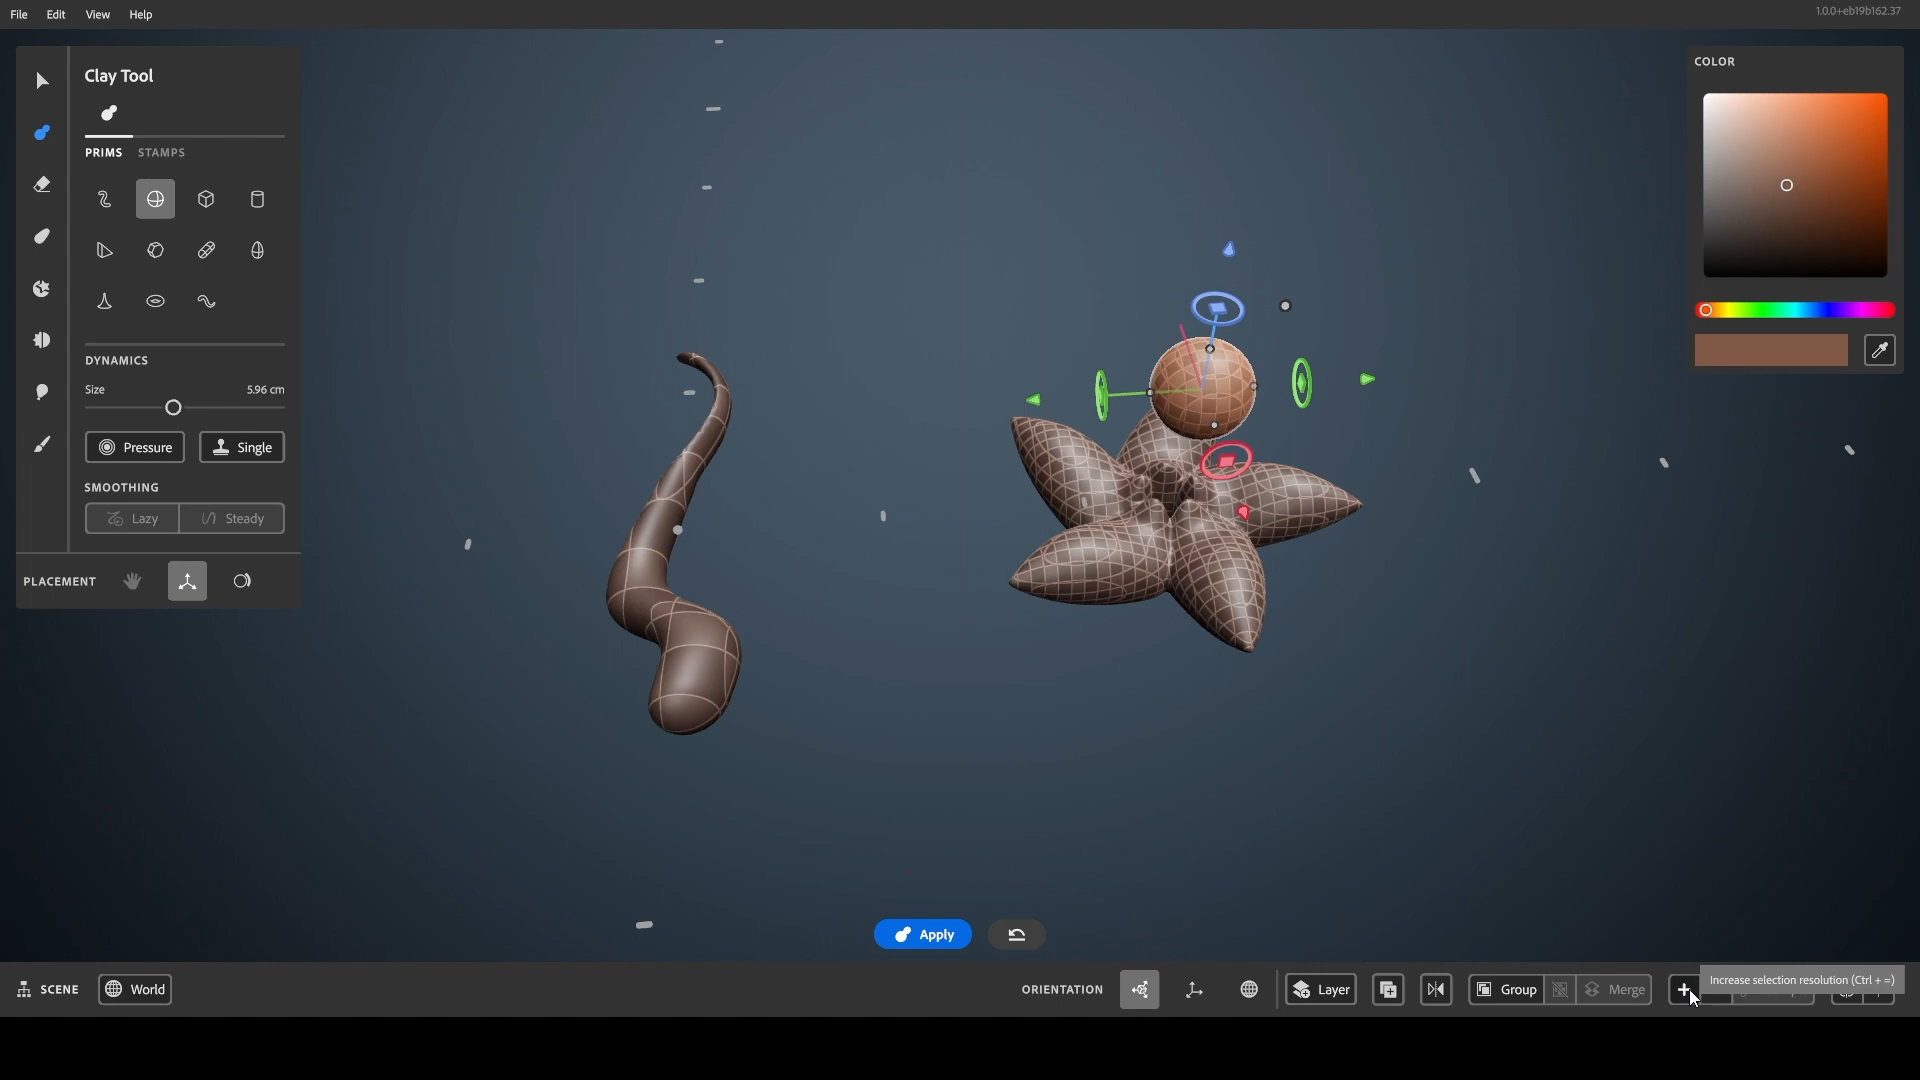 File Edit View Help
1.0.0+eb19b162.37
Clay Tool
PRIMS STAMPS
DYNAMICS
Size 5.96 cm
Pressure Single
SMOOTHING
Lazy Steady
PLACEMENT
COLOR
Apply
SCENE World
ORIENTATION
Layer
Group
Merge
Increase selection resolution (Ctrl + =)